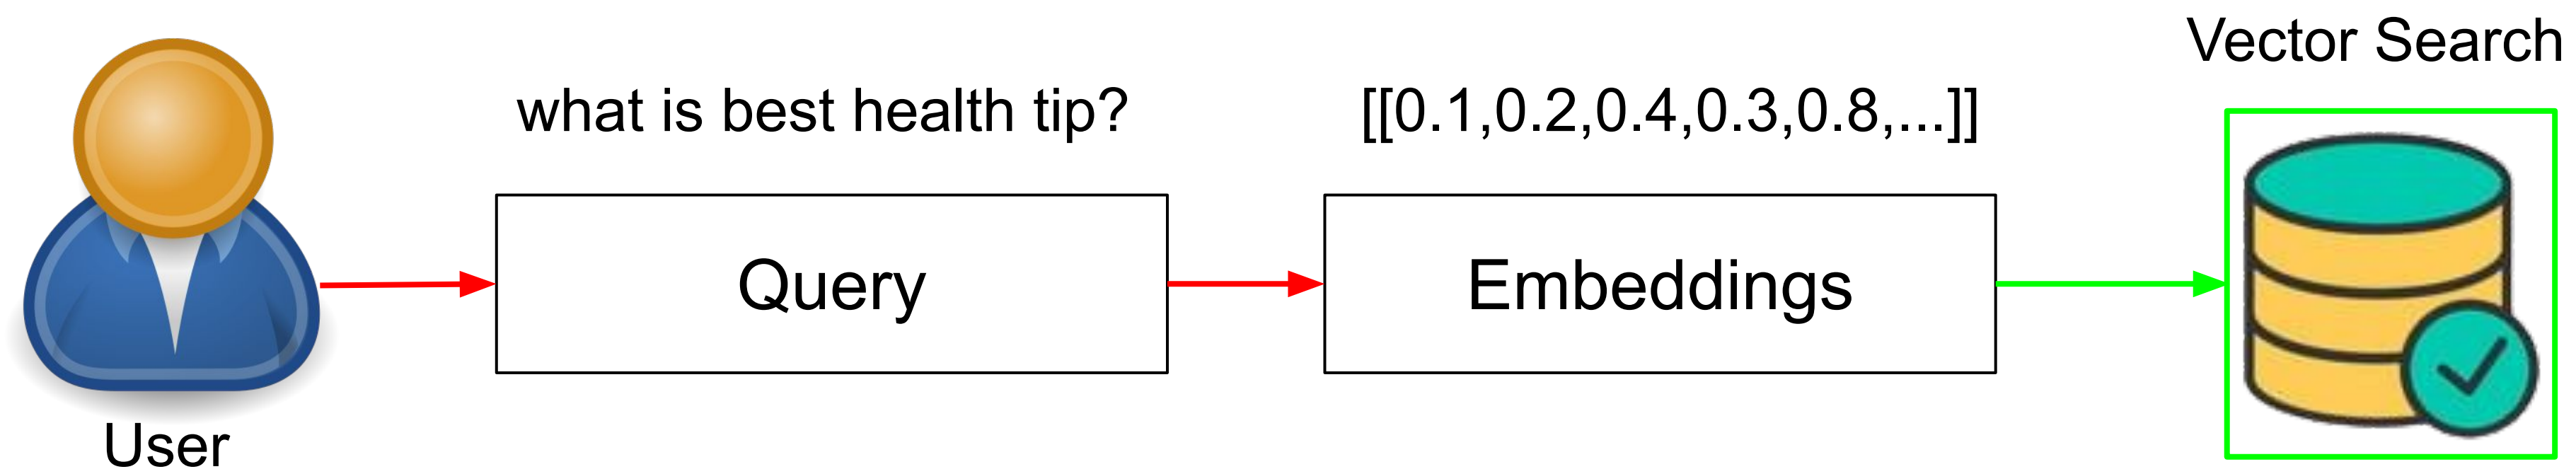 Vector Search
what is best health tip?
[[0.1,0.2,0.4,0.3,0.8,...]]
Query
Embeddings
User